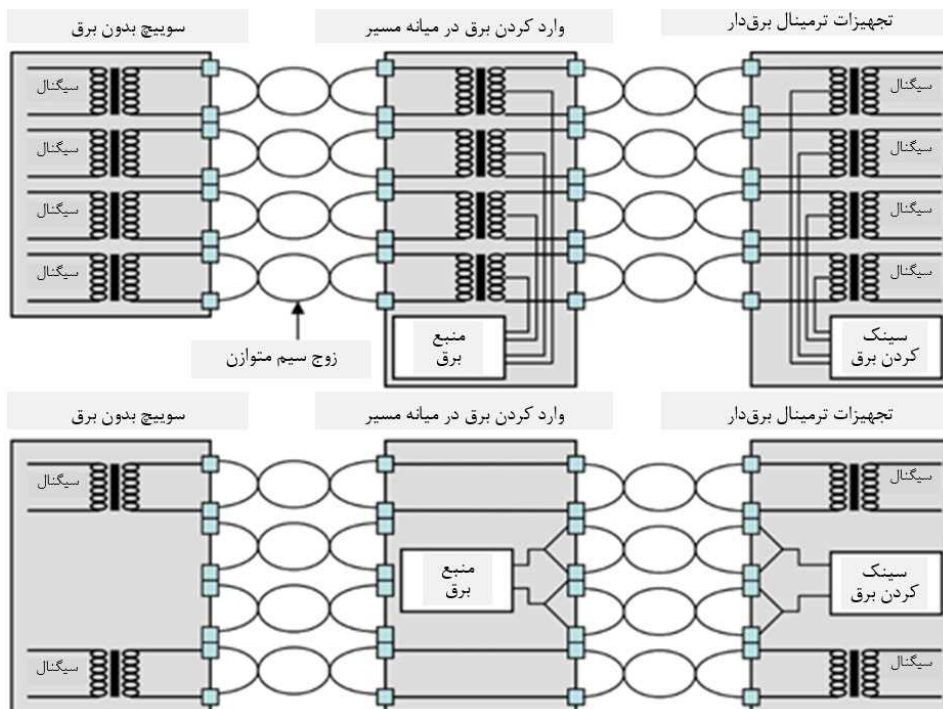 تجهیزات ترمینال برق‌دار
وارد کردن برق در میانه مسیر
سوییچ بدون برق
سیگنال
سیگنال
سیگنال
سیگنال
سیگنال
سیگنال
سیگنال
سیگنال
سینک
کردن برق
منبع
برق
زوج سیم متوازن
تجهیزات ترمینال برق‌دار
وارد کردن برق در میانه مسیر
سوییچ بدون برق
سیگنال
سیگنال
سینک
کردن برق
منبع
برق
سیگنال
سیگنال